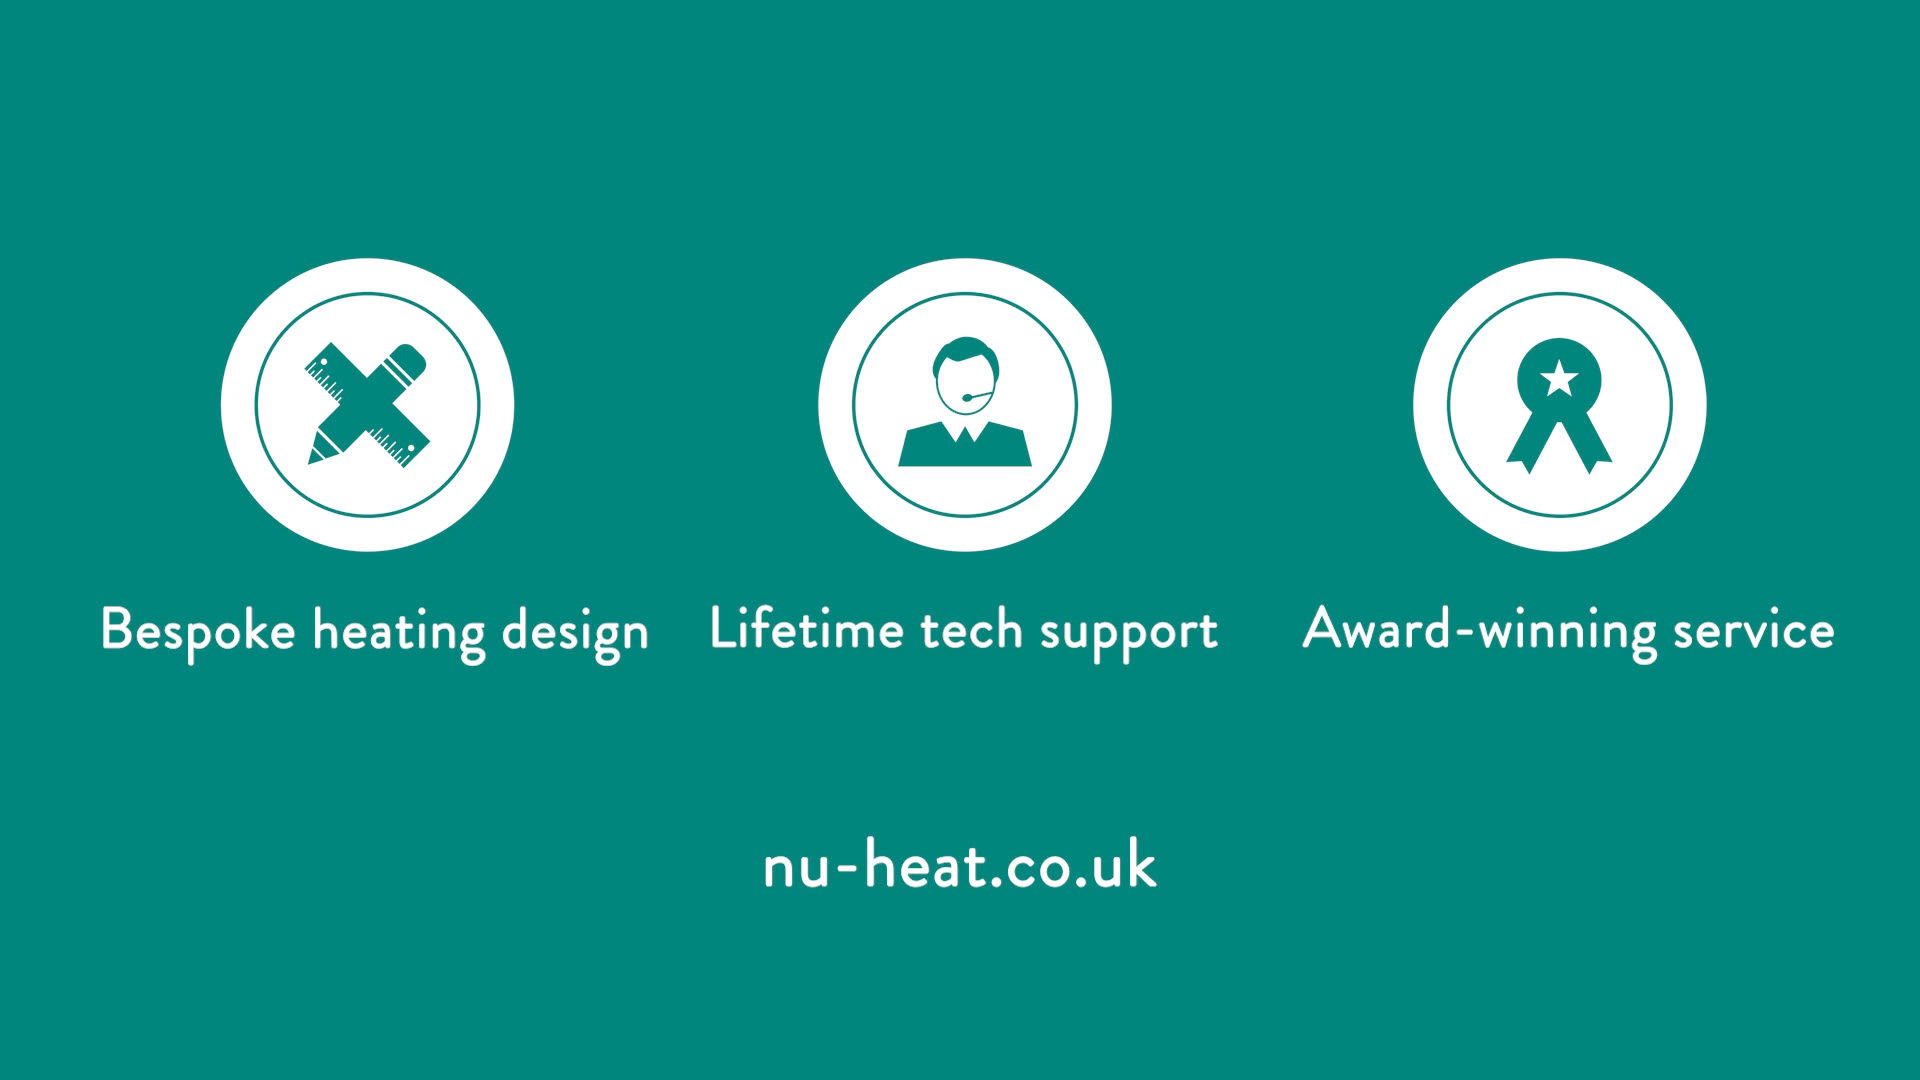 Bespoke heating design
Lifetime tech support
Award-winning service
nu-heat.co.uk